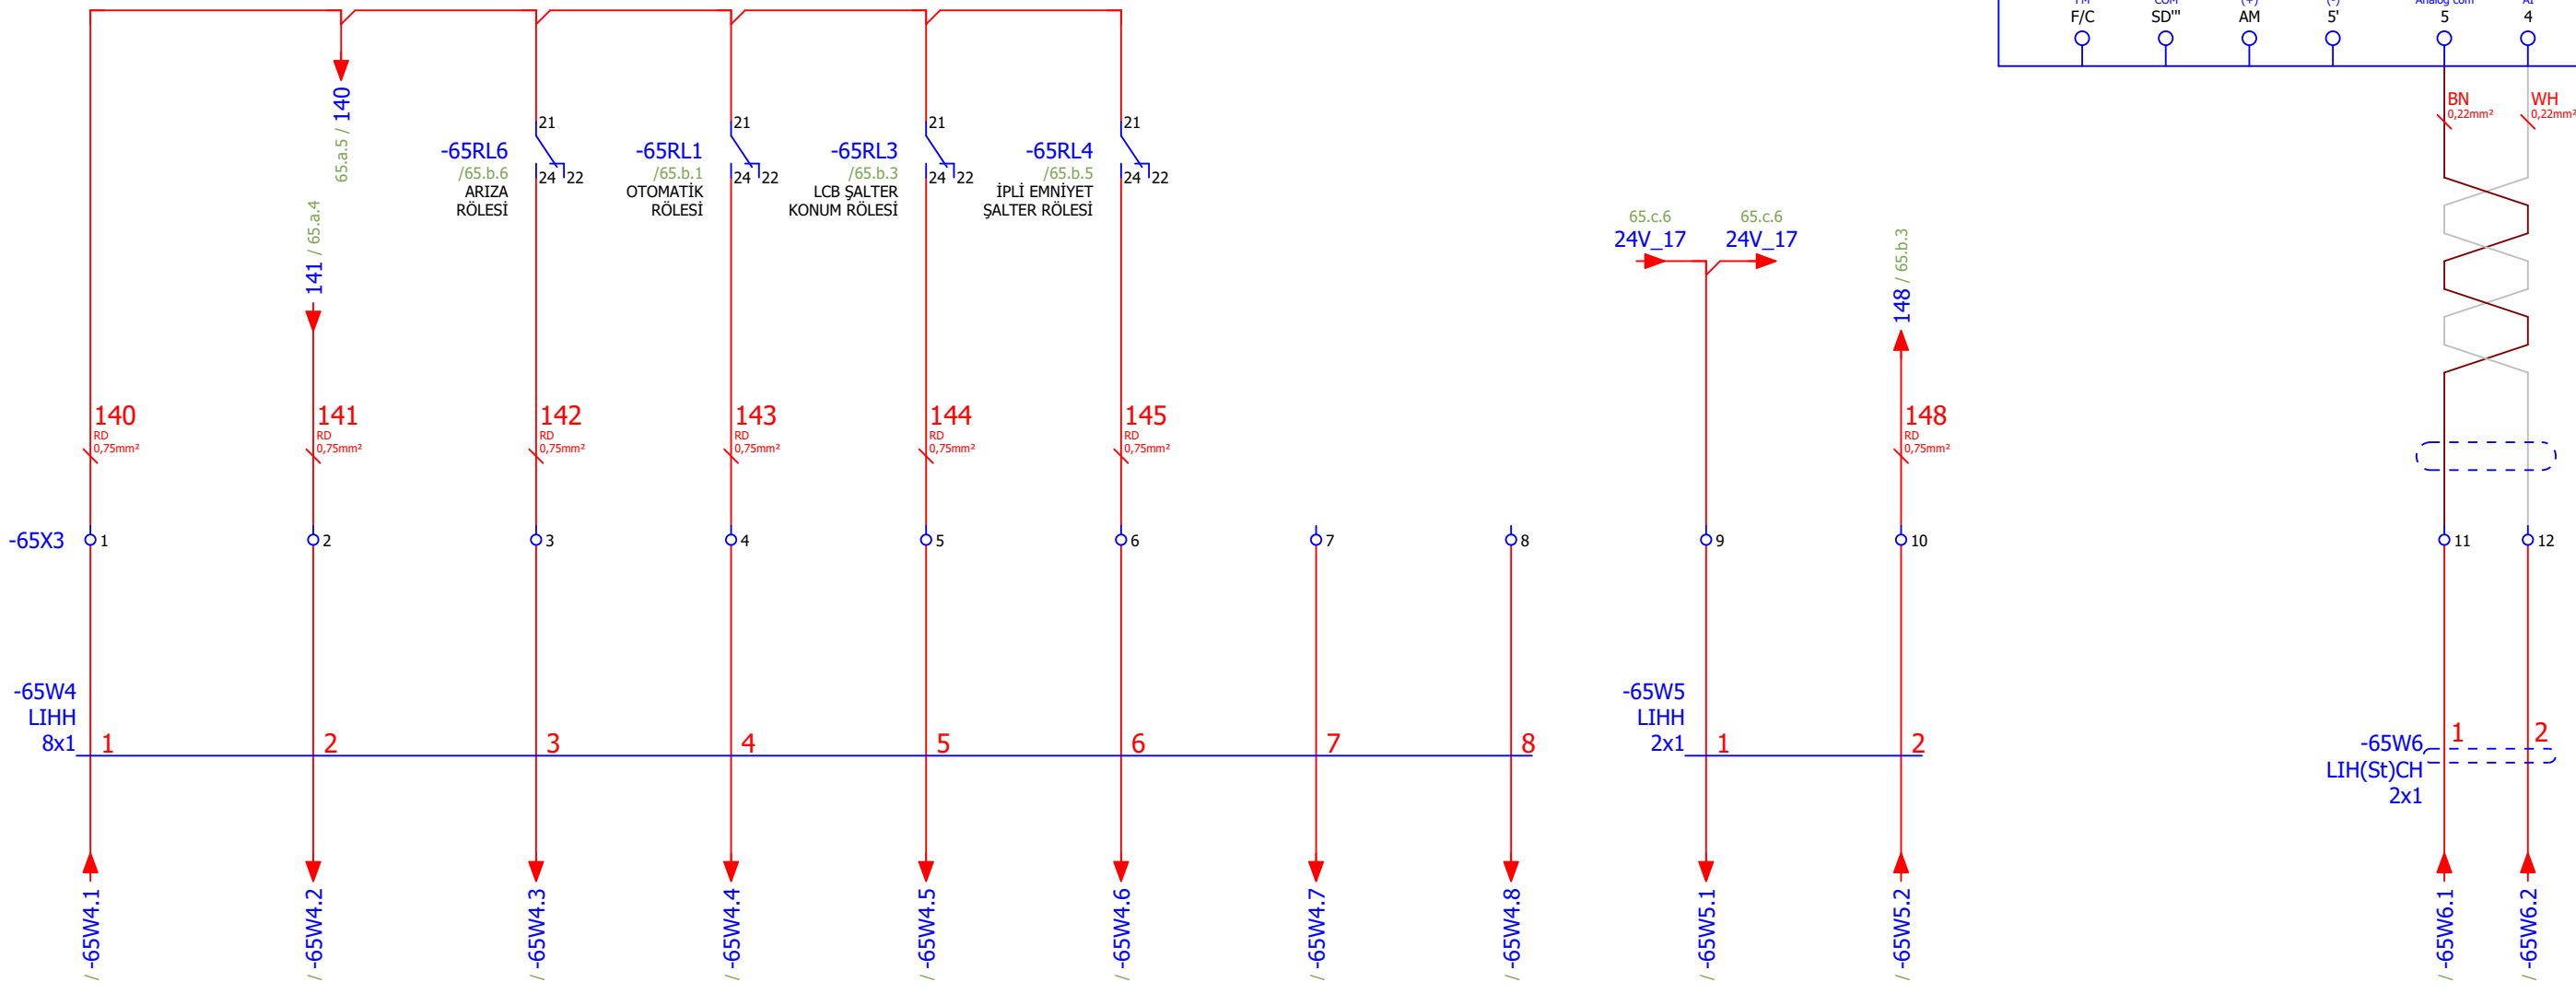 F/C
SD'''
AM
5'
Analog com
5
AI
4
BN
0,22mm²
WH
0,22mm²
65.a.5 / 140
141 / 65.a.4
21
-65RL6
/65.b.6
ARIZA
RÖLESİ
24
22
21
-65RL1
/65.b.1
OTOMATİK
RÖLESİ
24
22
21
-65RL3
/65.b.3
LCB ŞALTER
KONUM RÖLESİ
24
22
21
-65RL4
/65.b.5
İPLİ EMNİYET
ŞALTER RÖLESİ
24
22
65.c.6
24V_17
65.c.6
24V_17
148 / 65.b.3
140
RD
0,75mm²
141
RD
0,75mm²
142
RD
0,75mm²
143
RD
0,75mm²
144
RD
0,75mm²
145
RD
0,75mm²
148
RD
0,75mm²
-65X3
1
2
3
4
5
6
7
8
9
10
11
12
-65W4
LIHH
8x1
1
2
3
4
5
6
7
8
-65W5
LIHH
2x1
1
2
-65W6
LIH(St)CH
2x1
1
2
/ -65W4.1
/ -65W4.2
/ -65W4.3
/ -65W4.4
/ -65W4.5
/ -65W4.6
/ -65W4.7
/ -65W4.8
/ -65W5.1
/ -65W5.2
/ -65W6.1
/ -65W6.2